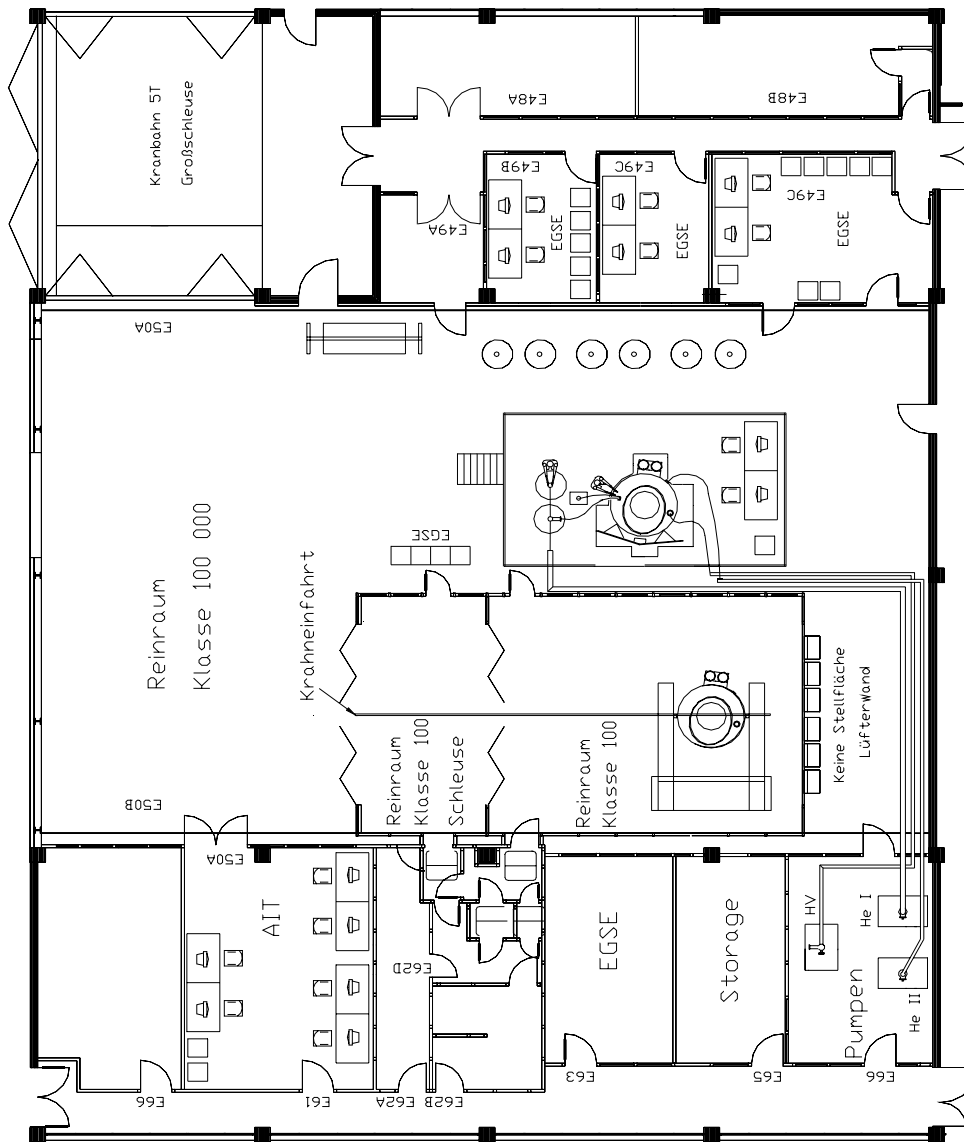 Kranbahn 5T
Großschleuse
E48A
E48B
E49A
E49B
EGSE
E49C
EGSE
E49C
EGSE
E50A
Reinraum
Klasse 100 000
EGSE
Krahneinfahrt
Reinraum
Klasse 100
Schleuse
Reinraum
Klasse 100
Keine Stellfläche
Lüfterwand
E50B
E50A
AIT
E62D
EGSE
Storage
Pumpen
HV
He I
He II
E66
E61
E62A
E62B
E63
E65
E66